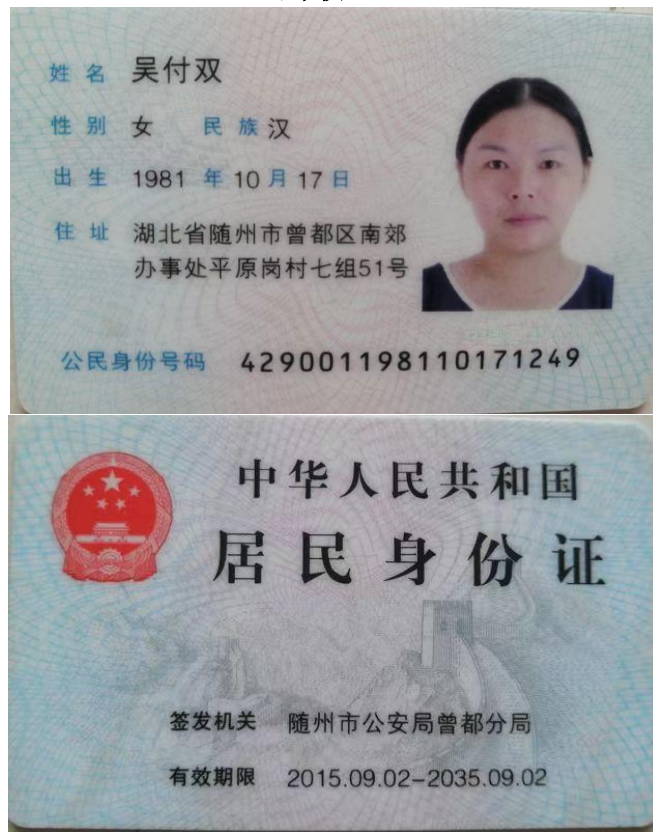 姓名 吴付双
性别 女 民族 汉
出生 1981 年 10 月 17 日
住址 湖北省随州市曾都区南郊
办事处平原岗村七组51号
公民身份号码 429001198110171249
中华人民共和国
居民身份证
签发机关 随州市公安局曾都分局
有效期限 2015.09.02-2035.09.02